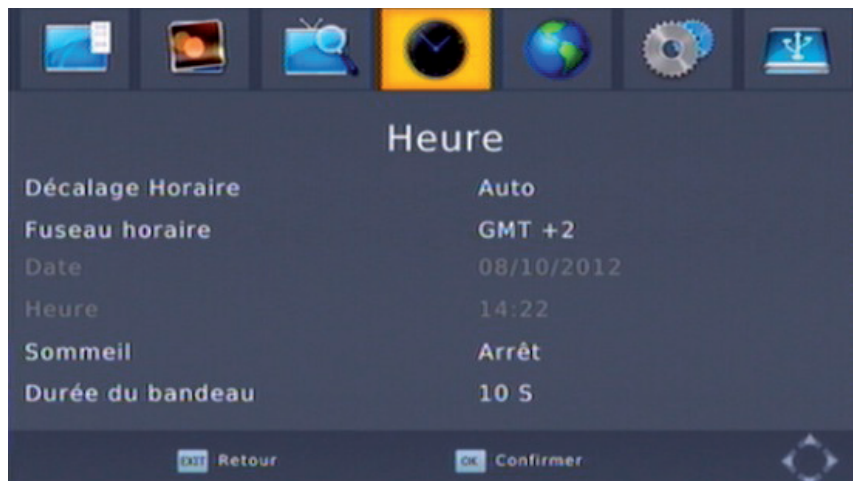 Heure
Décalage Horaire Auto
Fuseau horaire GMT +2
Date 08/10/2012
Heure 14:22
Sommeil Arrêt
Durée du bandeau 10 S
EXIT Retour OK Confirmer